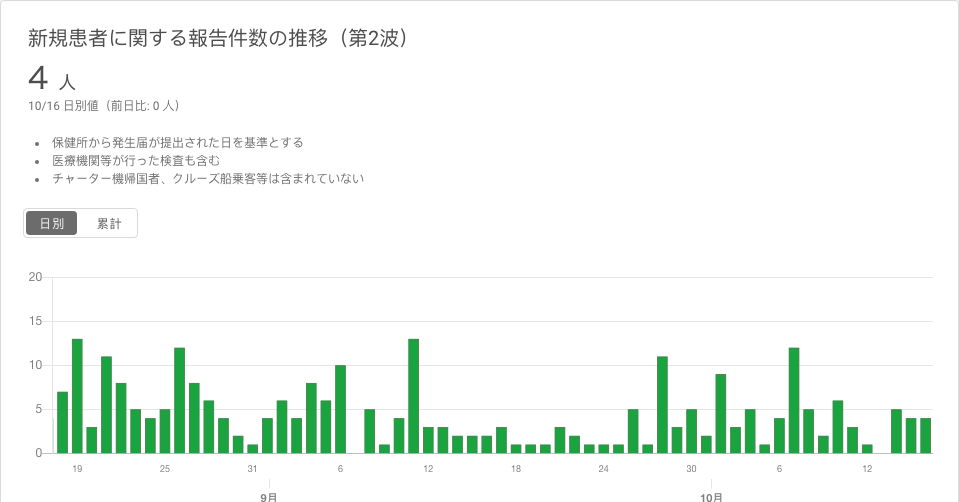 新規患者に関する報告件数の推移（第2波）
4 人
10/16 日別値（前日比: 0 人）
保健所から発生届が提出された日を基準とする
医療機関等が行った検査も含む
チャーター機帰国者、クルーズ船乗客等は含まれていない
日別 累計
20
15
10
5
0
19 25 31 6 12 18 24 30 6 12
9月 10月